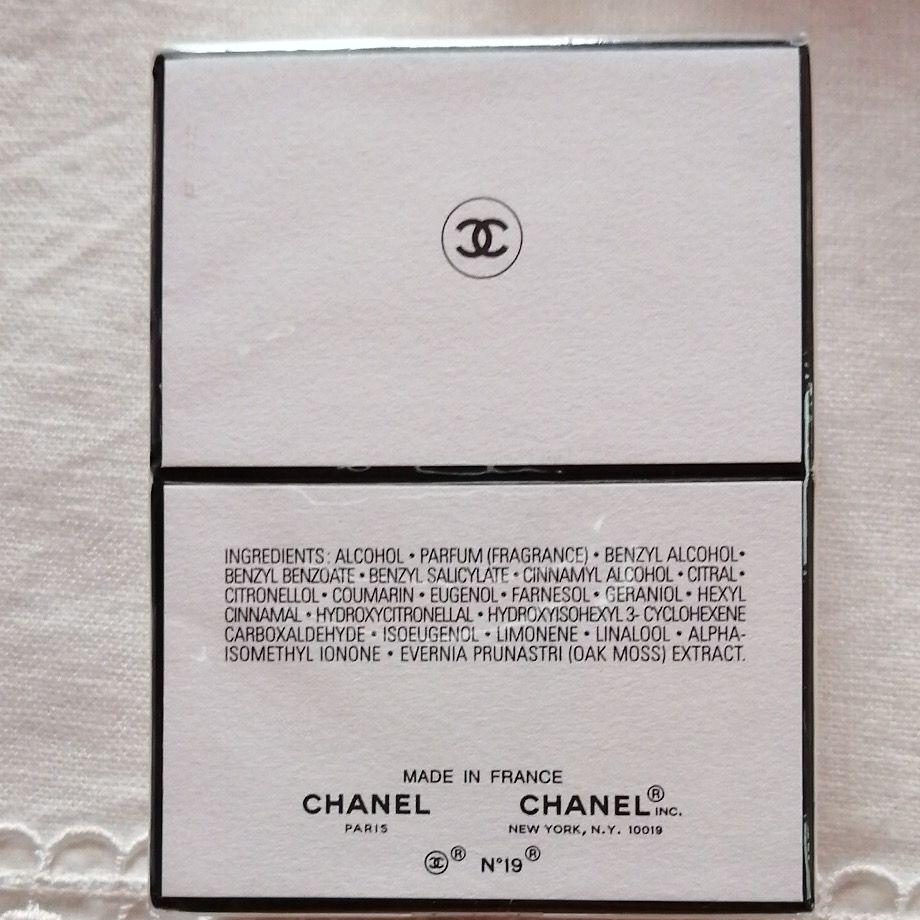 INGREDIENTS: ALCOHOL • PARFUM (FRAGRANCE) • BENZYL ALCOHOL •
BENZYL BENZOATE • BENZYL SALICYLATE • CINNAMYL ALCOHOL • CITRAL •
CITRONELLOL • COUMARIN • EUGENOL • FARNESOL • GERANIOL • HEXYL
CINNAMAL • HYDROXYCITRONELLAL • HYDROXYISOHEXYL 3- CYCLOHEXENE
CARBOXALDEHYDE • ISOEUGENOL • LIMONENE • LINALOOL • ALPHA-
ISOMETHYL IONONE • EVERNIA PRUNASTRI (OAK MOSS) EXTRACT.
MADE IN FRANCE
CHANEL CHANEL® INC.
PARIS NEW YORK, N.Y. 10019
® N°19®